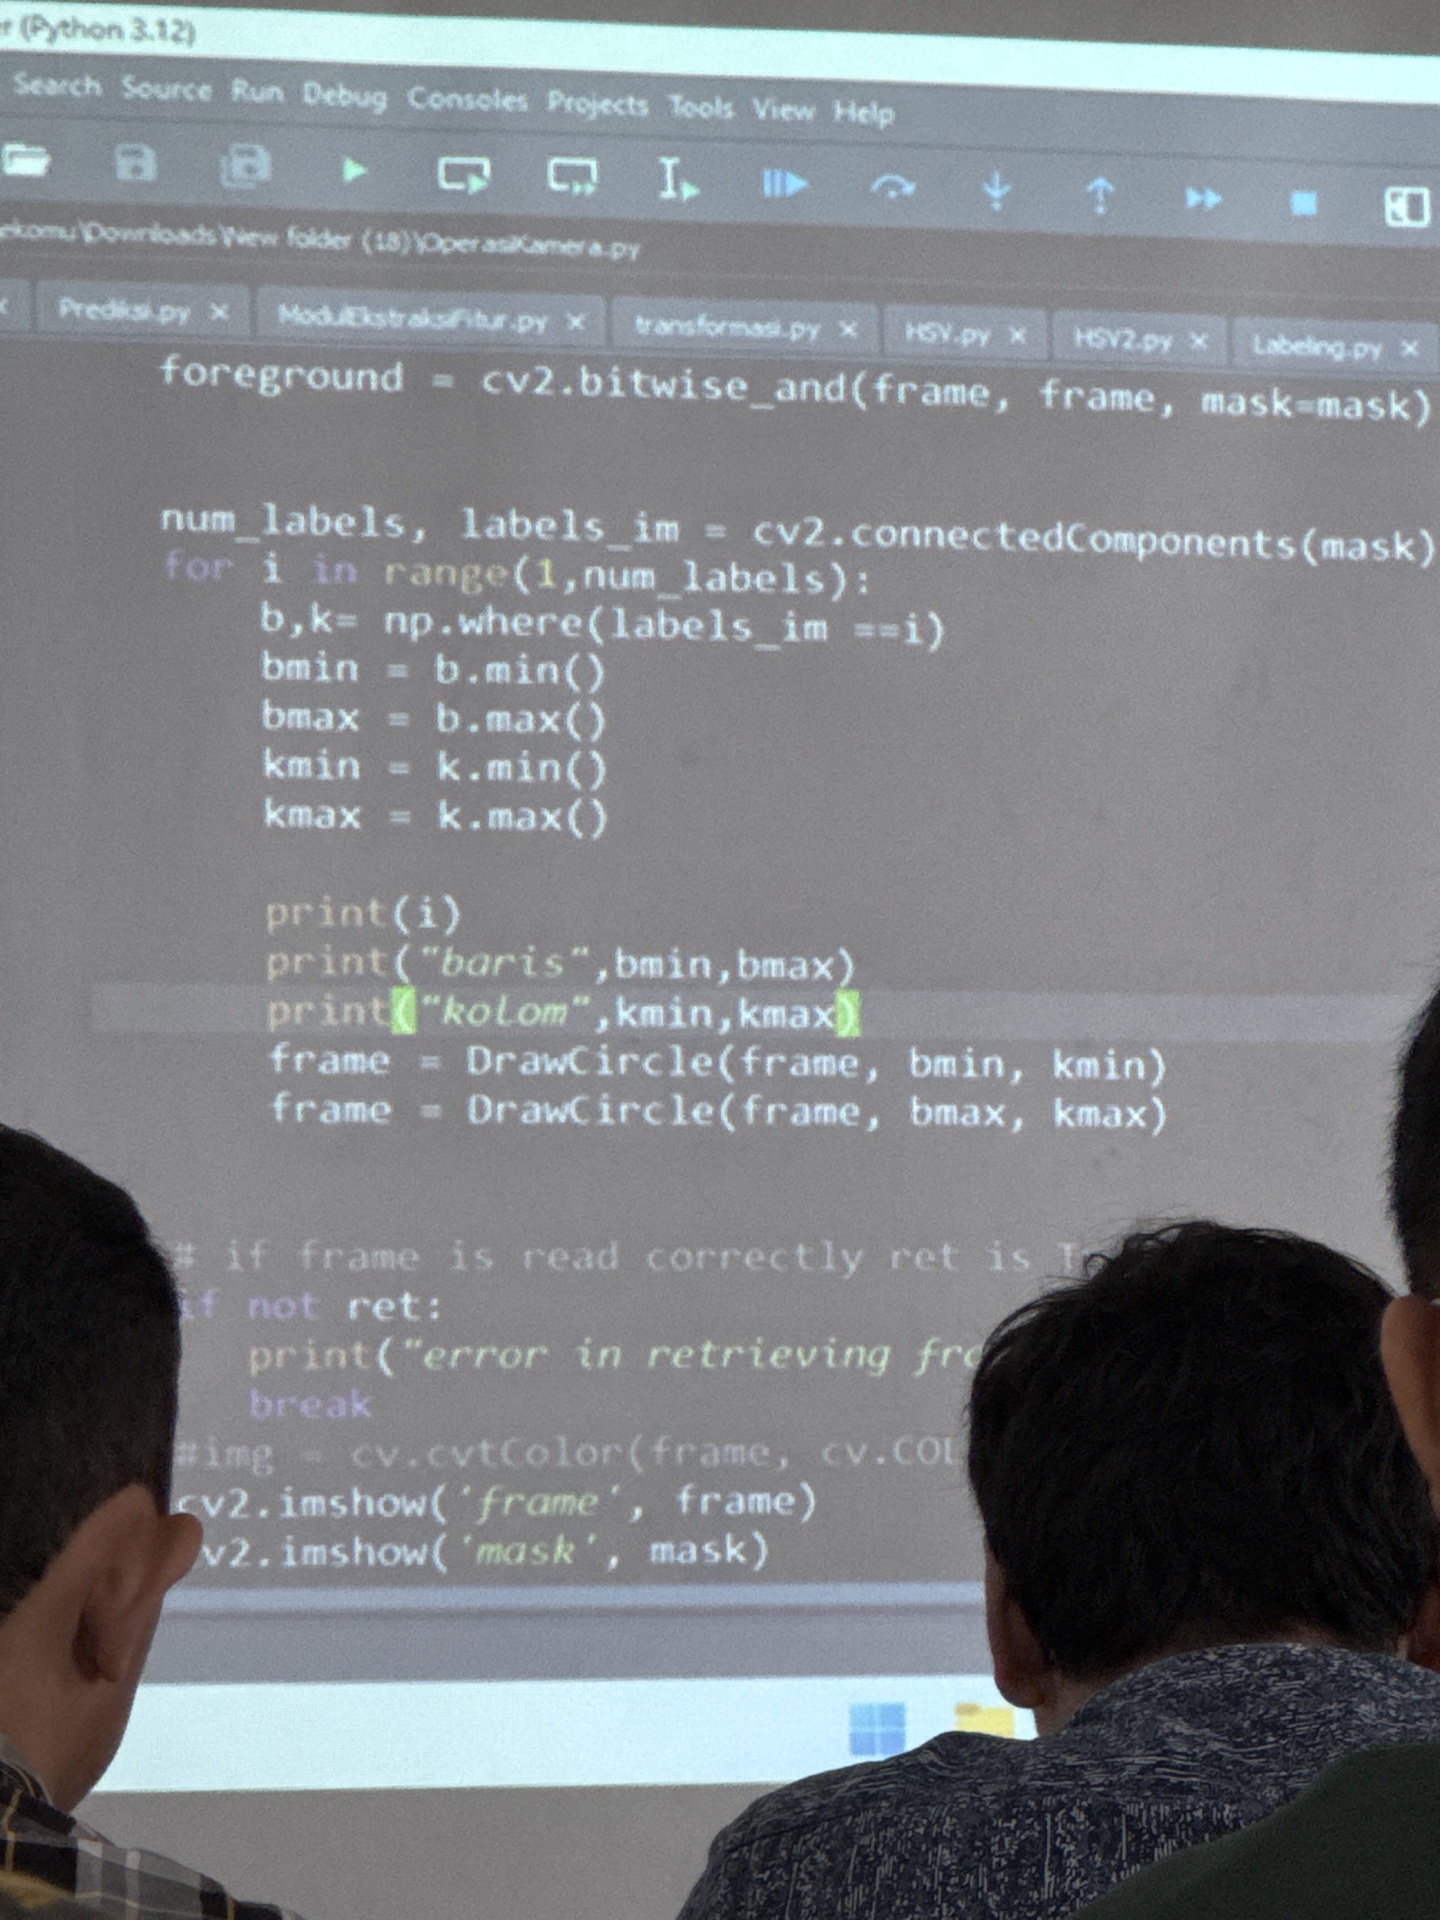 r (Python 3.12)
Search Source Run Debug Consoles Projects Tools View Help
ekomu\Downloads\New folder (18)\OperasiKamera.py
Prediksi.py × ModulEkstraksiFitur.py × transformasi.py × HSV.py × HSV2.py × Labeling.py ×
foreground = cv2.bitwise_and(frame, frame, mask=mask)
num_labels, labels_im = cv2.connectedComponents(mask)
for i in range(1,num_labels):
b,k= np.where(labels_im ==i)
bmin = b.min()
bmax = b.max()
kmin = k.min()
kmax = k.max()
print(i)
print("baris",bmin,bmax)
print("kolom",kmin,kmax)
frame = DrawCircle(frame, bmin, kmin)
frame = DrawCircle(frame, bmax, kmax)
# if frame is read correctly ret is
if not ret:
print("error in retrieving
break
#img = cv.cvtColor(frame, cv.COL
cv2.imshow('frame', frame)
v2.imshow('mask', mask)